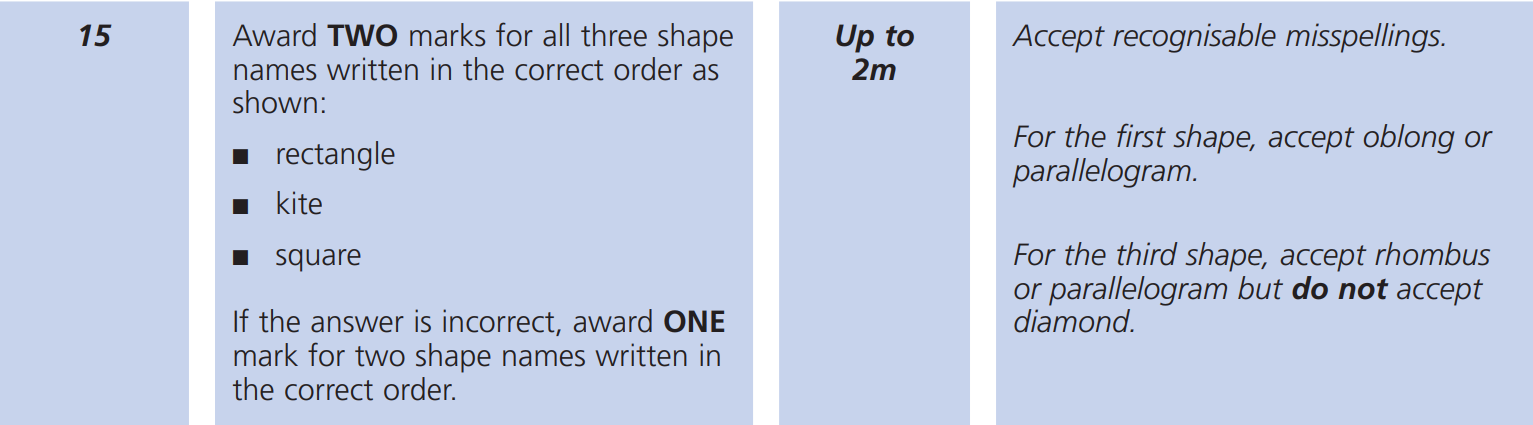 15
Award TWO marks for all three shape
names written in the correct order as
shown:
■ rectangle
■ kite
■ square
If the answer is incorrect, award ONE
mark for two shape names written in
the correct order.
Up to
2m
Accept recognisable misspellings.
For the first shape, accept oblong or
parallelogram.
For the third shape, accept rhombus
or parallelogram but do not accept
diamond.